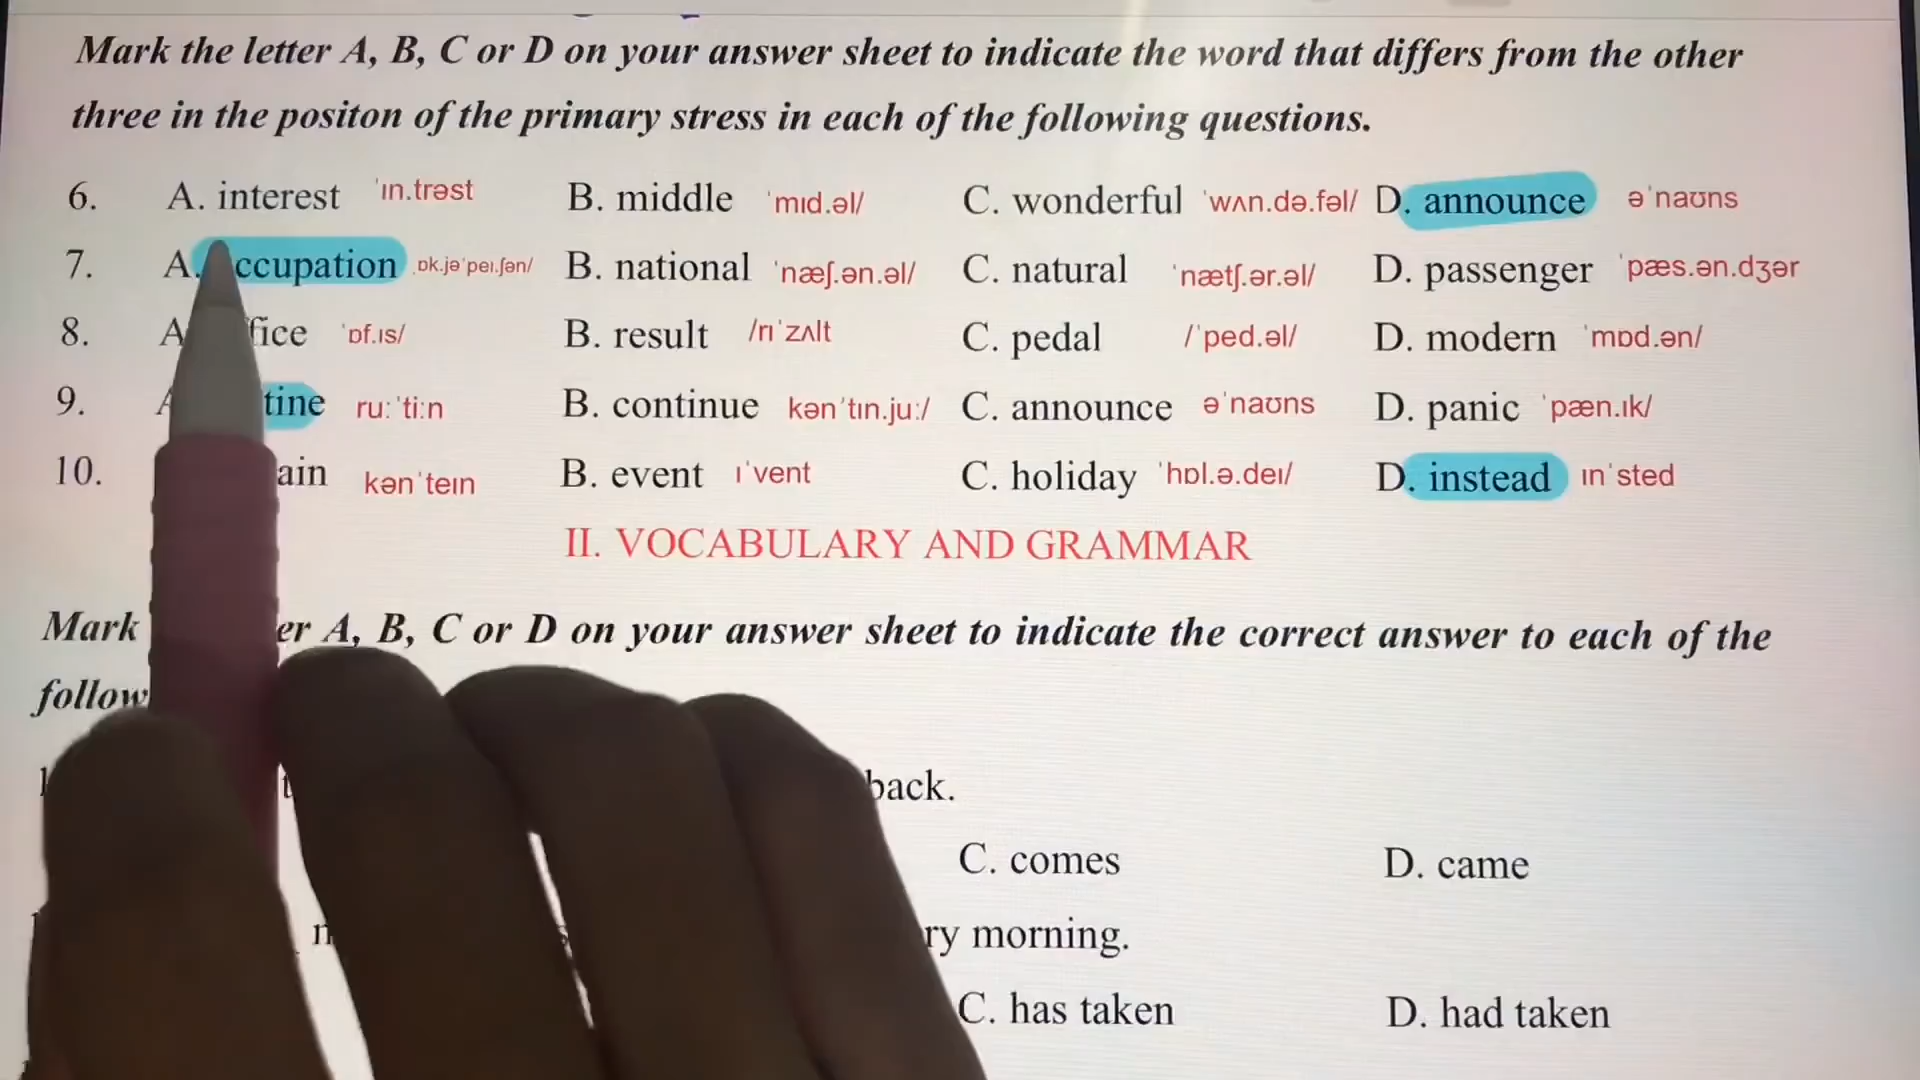 Mark the letter A, B, C or D on your answer sheet to indicate the word that differs from the other
three in the positon of the primary stress in each of the following questions.
6. A. interest ˈɪn.trəst B. middle ˈmɪd.əl/ C. wonderful ˈwʌn.də.fəl/ D. announce əˈnaʊns
7. A. ccupation ˌɒk.jəˈpeɪ.ʃən/ B. national ˈnæʃ.ən.əl/ C. natural ˈnætʃ.ər.əl/ D. passenger ˈpæs.ən.dʒər
8. A fice ˈɒf.ɪs/ B. result /rɪˈzʌlt C. pedal /ˈped.əl/ D. modern ˈmɒd.ən/
9. tine ruːˈtiːn B. continue kənˈtɪn.juː/ C. announce əˈnaʊns D. panic ˈpæn.ɪk/
10. ain kənˈteɪn B. event ɪˈvent C. holiday ˈhɒl.ə.deɪ/ D. instead ɪnˈsted
II. VOCABULARY AND GRAMMAR
Mark er A, B, C or D on your answer sheet to indicate the correct answer to each of the
follow
back.
C. comes D. came
ry morning.
C. has taken D. had taken